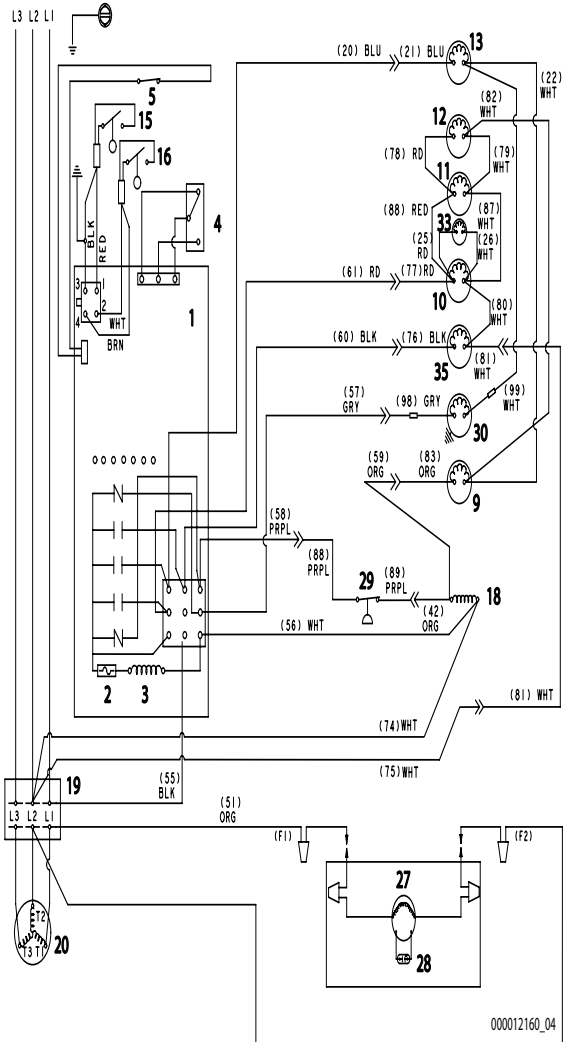 L3 L2 L1
13
(20) BLU
(21) BLU
(22)
WHT
5
(82)
WHT
15
12
16
(78) RD
(79)
WHT
11
4
(88) RED
(87)
WHT
33
BLK
RED
(25)
RD
(26)
WHT
(61) RD
(77)RD
10
3
1
1
(80)
WHT
2
4
WHT
(60) BLK
(76) BLK
BRN
35
(81)
WHT
(57)
GRY
(98) GRY
(99)
WHT
30
(59)
ORG
(83)
ORG
9
(58)
PRPL
(88)
PRPL
29
(89)
PRPL
18
(42)
ORG
(56) WHT
2
3
(81) WHT
(74)WHT
(75)WHT
19
(55)
BLK
(51)
ORG
L3 L2 L1
(F1)
(F2)
27
T2
T3 T1
20
28
000012160_04